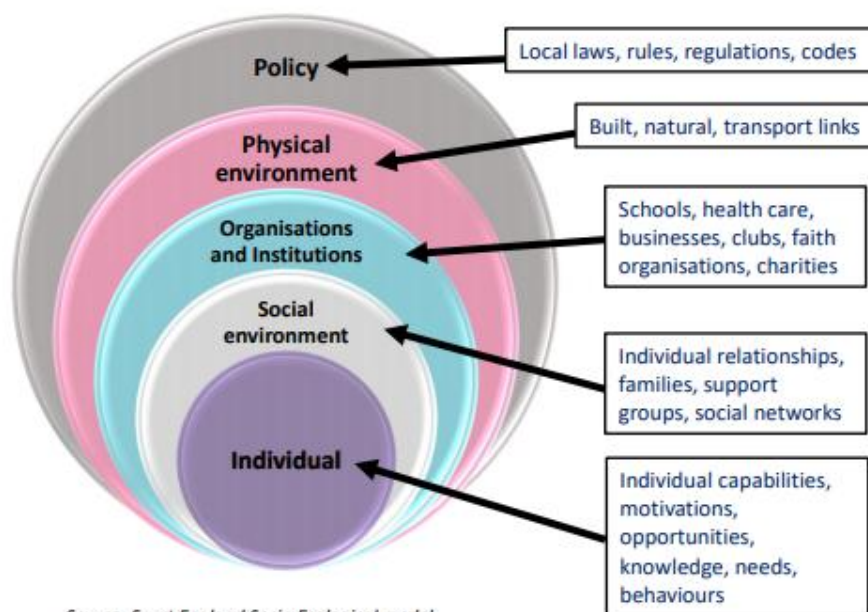 Policy
Local laws, rules, regulations, codes
Physical
environment
Built, natural, transport links
Organisations
and Institutions
Schools, health care,
businesses, clubs, faith
organisations, charities
Social
environment
Individual relationships,
families, support
groups, social networks
Individual
Individual capabilities,
motivations,
opportunities,
knowledge, needs,
behaviours